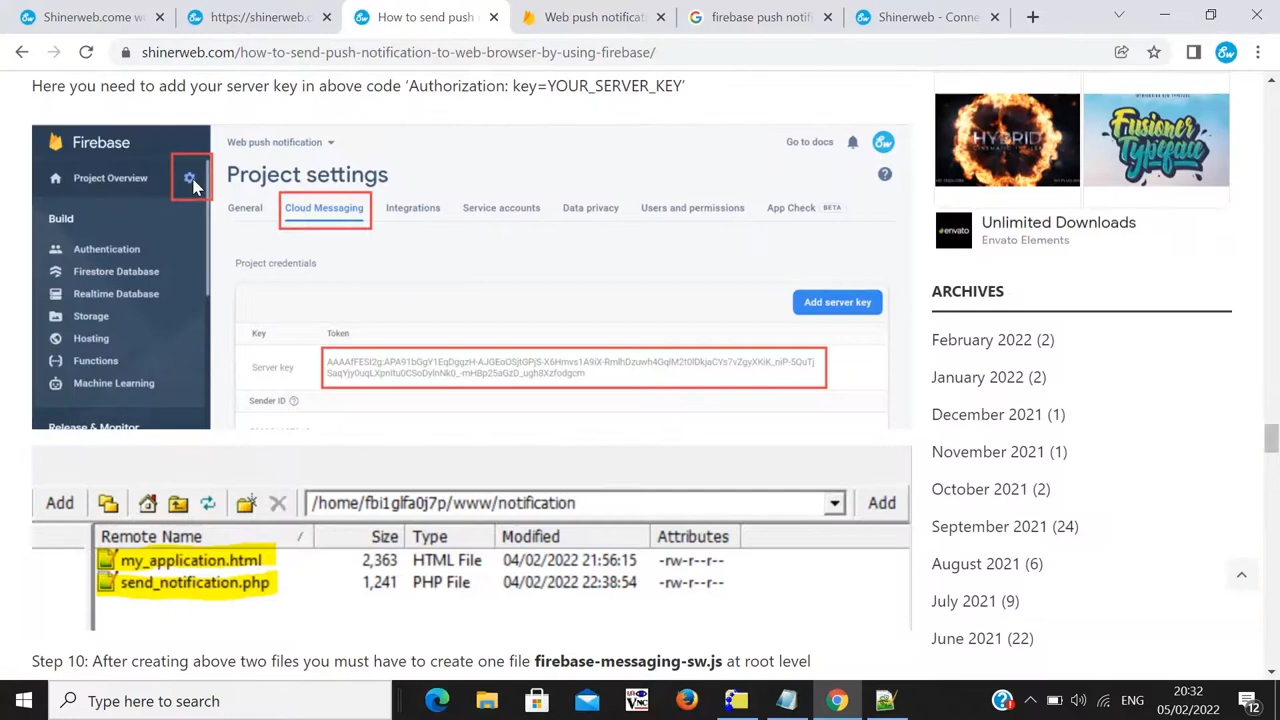 Shinerweb.come w
https://shinerweb.c
How to send push
Web push notificat
firebase push notif
Shinerweb - Conne
shinerweb.com/how-to-send-push-notification-to-web-browser-by-using-firebase/
Here you need to add your server key in above code ‘Authorization: key=YOUR_SERVER_KEY’
Firebase
Web push notification
Go to docs
Project Overview
Project settings
General
Cloud Messaging
Integrations
Service accounts
Data privacy
Users and permissions
App Check
BETA
Build
Authentication
Firestore Database
Realtime Database
Storage
Hosting
Functions
Machine Learning
Release & Monitor
Project credentials
Add server key
Key
Token
Server key
Sender ID
Add
/home/fbi1glfa0j7p/www/notification
Add
Remote Name
Size
Type
Modified
Attributes
my_application.html
2,363
HTML File
04/02/2022 21:56:15
-rw-r--r--
send_notification.php
1,241
PHP File
04/02/2022 22:38:54
-rw-r--r--
Step 10: After creating above two files you must have to create one file firebase-messaging-sw.js at root level
HYBRID
Fusioner
Typeface
envato
Unlimited Downloads
Envato Elements
ARCHIVES
February 2022 (2)
January 2022 (2)
December 2021 (1)
November 2021 (1)
October 2021 (2)
September 2021 (24)
August 2021 (6)
July 2021 (9)
June 2021 (22)
Type here to search
ENG
20:32
05/02/2022
12